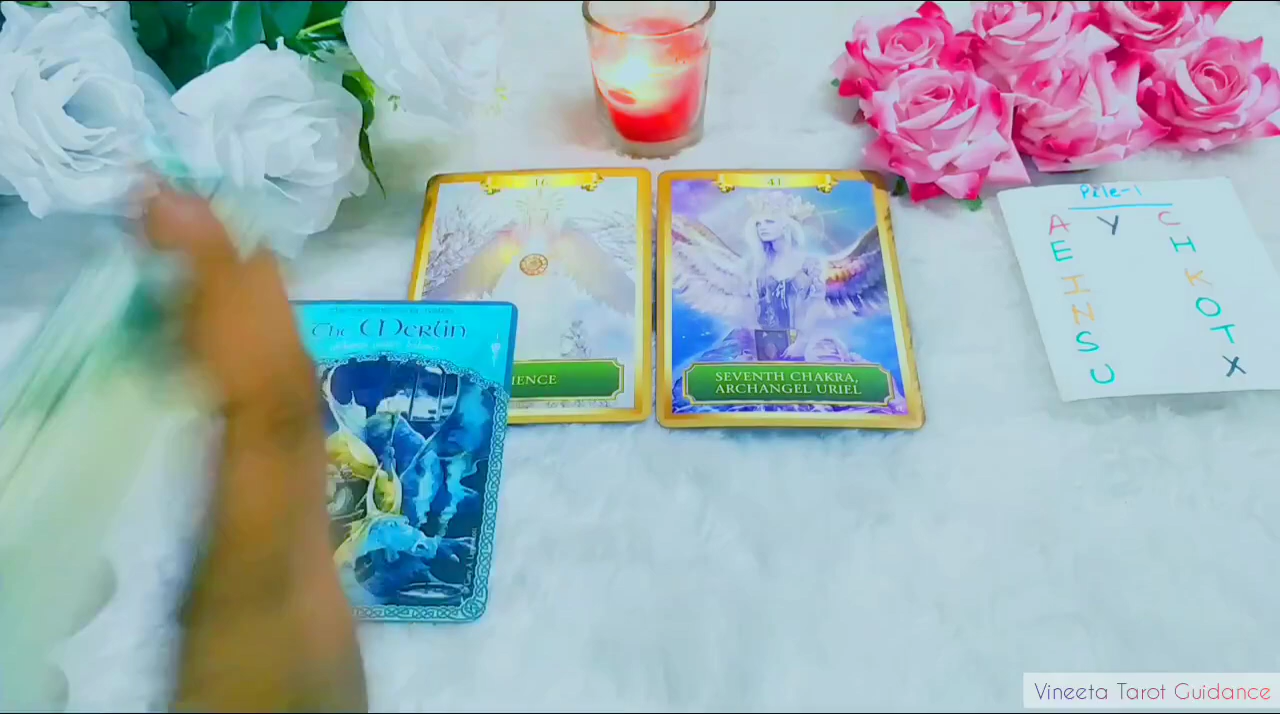 16
41
Pile-1
A Y C
E H
I K
N O
S T
U X
The Merlin
IENCE
SEVENTH CHAKRA,
ARCHANGEL URIEL
Vineeta Tarot Guidance